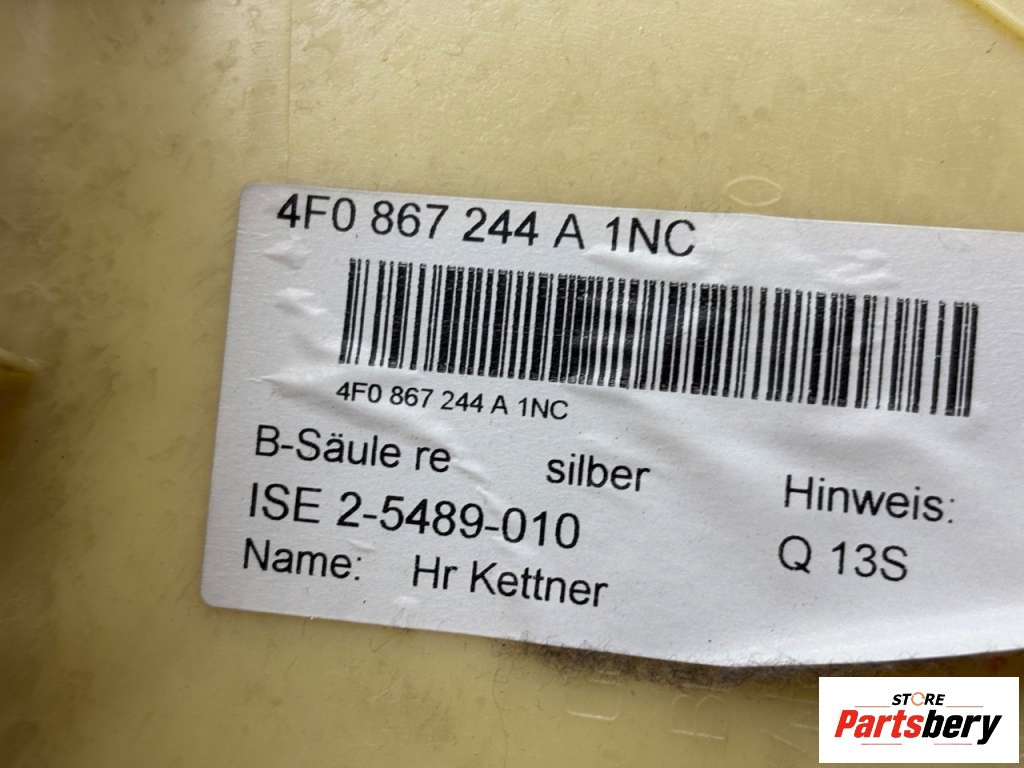 4F0 867 244 A 1NC
4F0 867 244 A 1NC
B-Säule re silber
Hinweis:
ISE 2-5489-010
Q 13S
Name: Hr Kettner
STORE
Partsbery